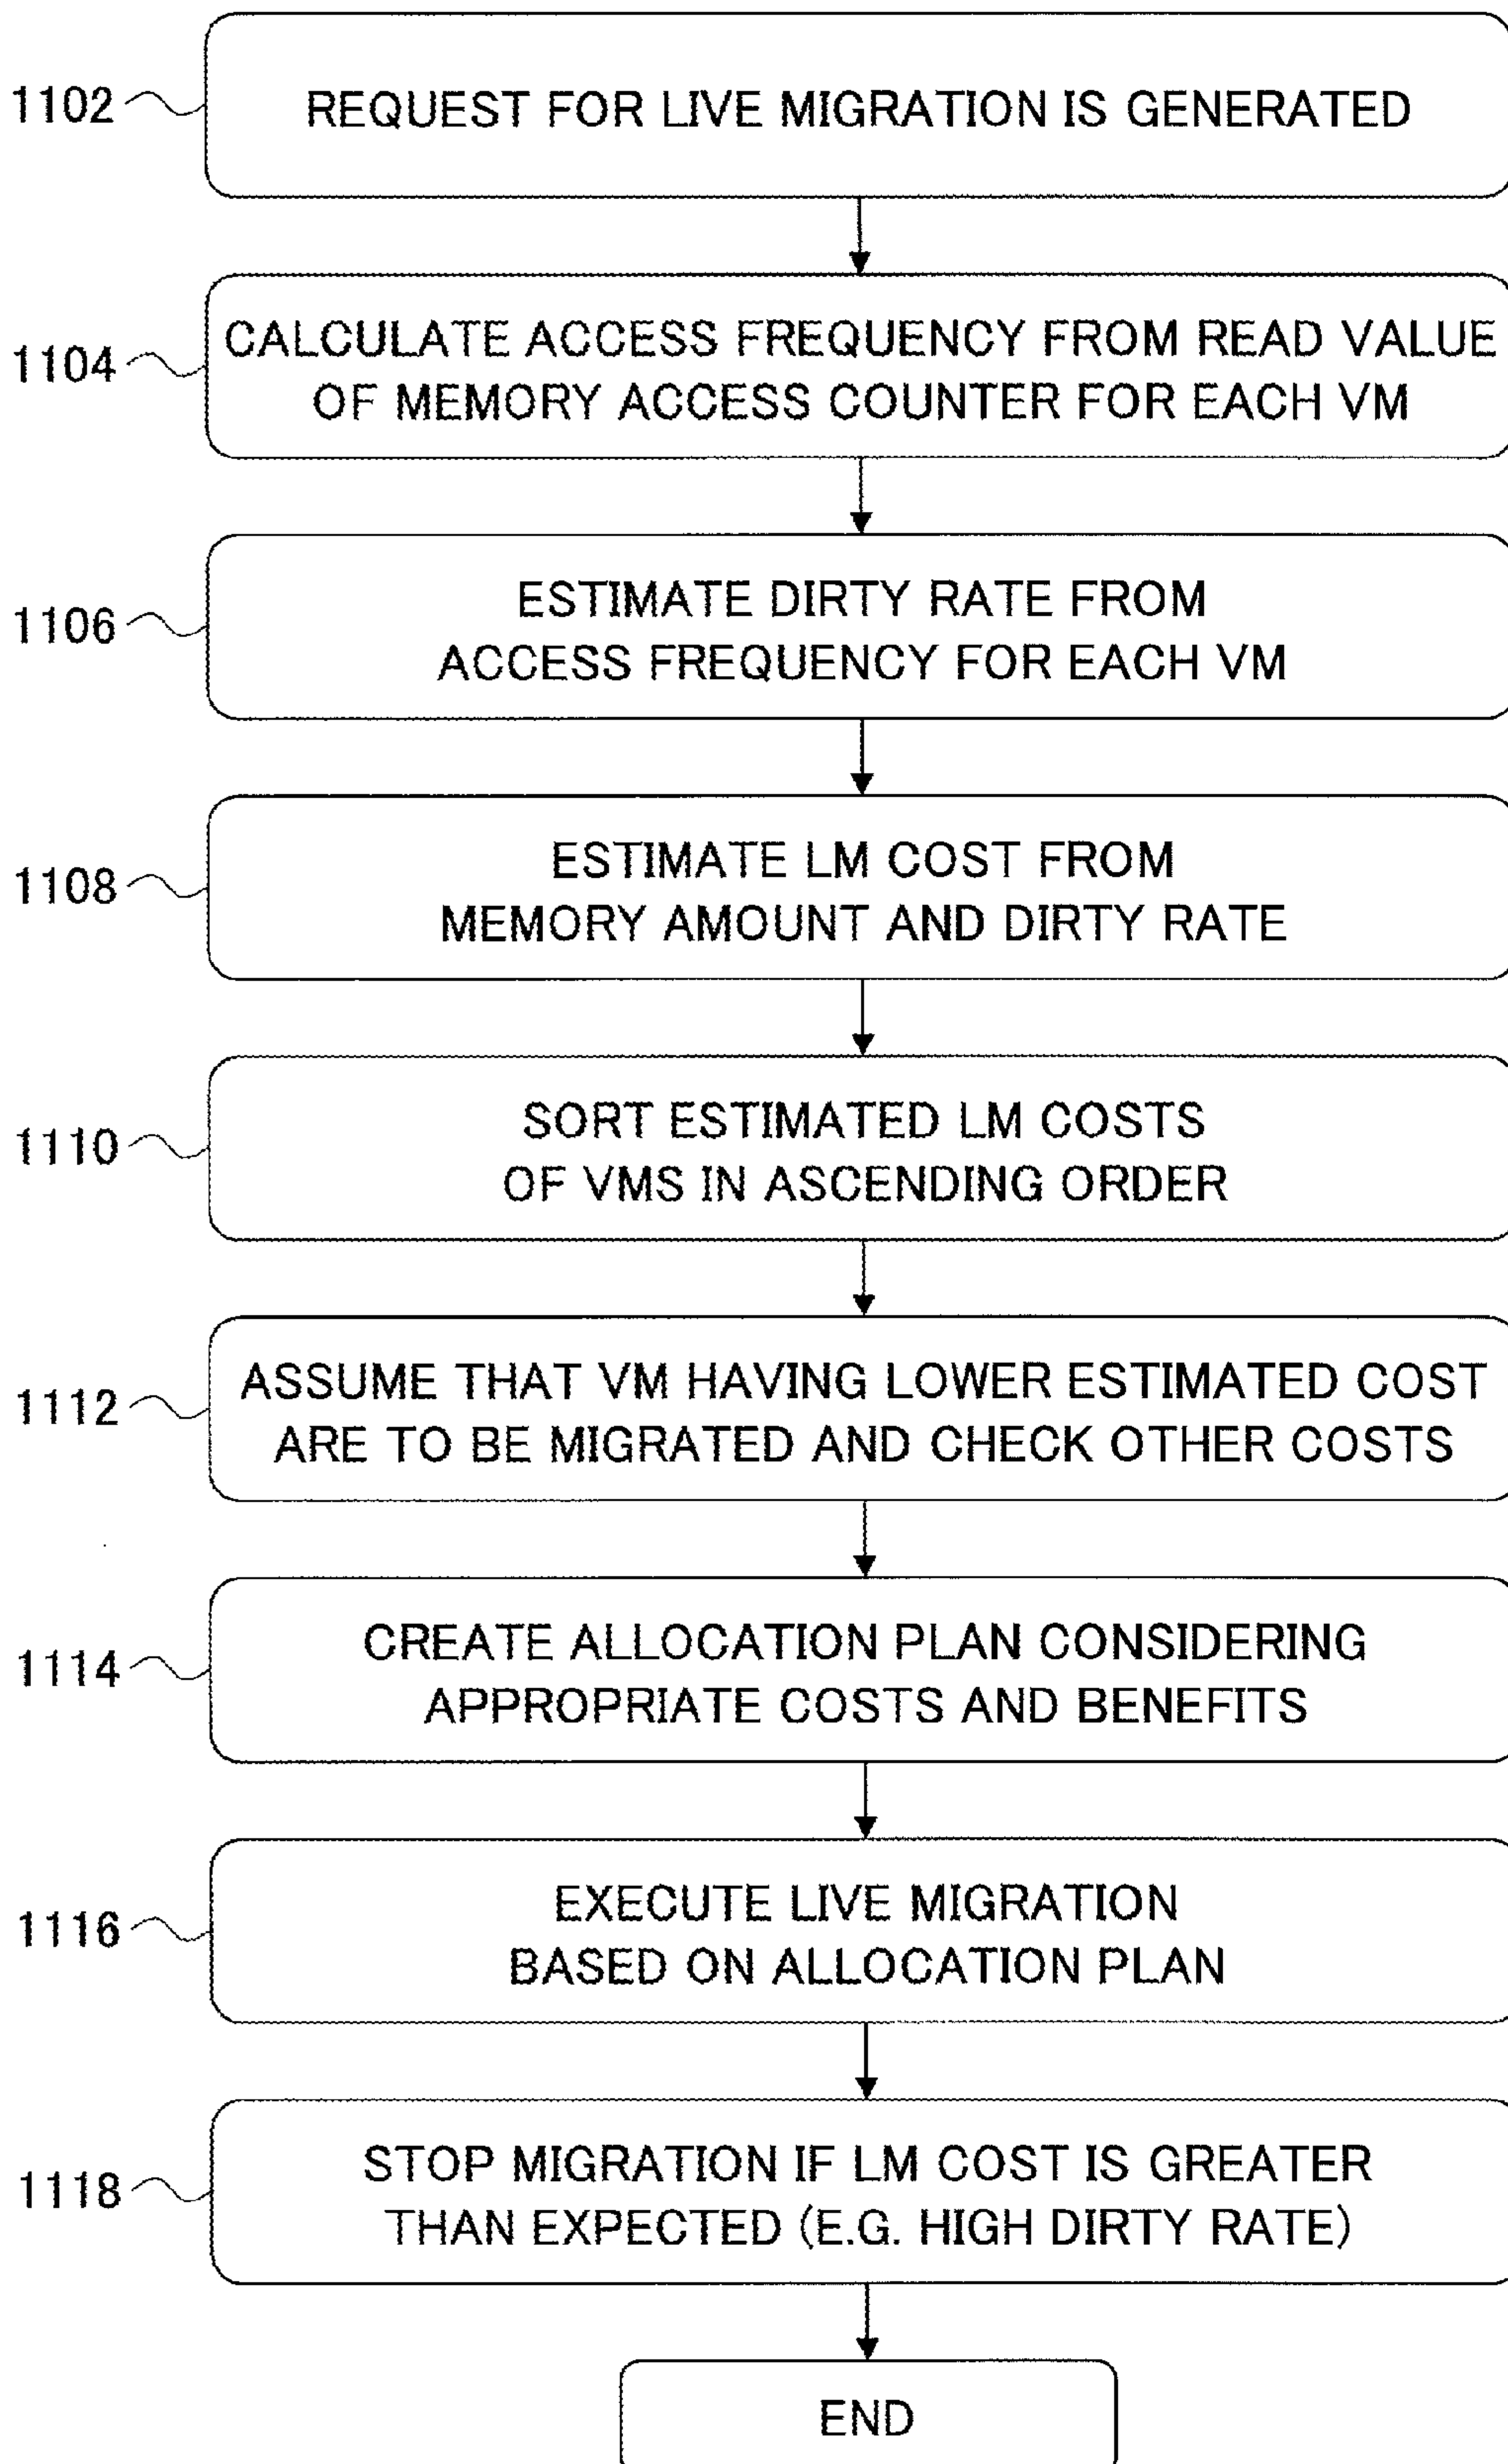 1102
REQUEST FOR LIVE MIGRATION IS GENERATED
1104
CALCULATE ACCESS FREQUENCY FROM READ VALUE
OF MEMORY ACCESS COUNTER FOR EACH VM
1106
ESTIMATE DIRTY RATE FROM
ACCESS FREQUENCY FOR EACH VM
1108
ESTIMATE LM COST FROM
MEMORY AMOUNT AND DIRTY RATE
1110
SORT ESTIMATED LM COSTS
OF VMS IN ASCENDING ORDER
1112
ASSUME THAT VM HAVING LOWER ESTIMATED COST
ARE TO BE MIGRATED AND CHECK OTHER COSTS
1114
CREATE ALLOCATION PLAN CONSIDERING
APPROPRIATE COSTS AND BENEFITS
1116
EXECUTE LIVE MIGRATION
BASED ON ALLOCATION PLAN
1118
STOP MIGRATION IF LM COST IS GREATER
THAN EXPECTED (E.G. HIGH DIRTY RATE)
END